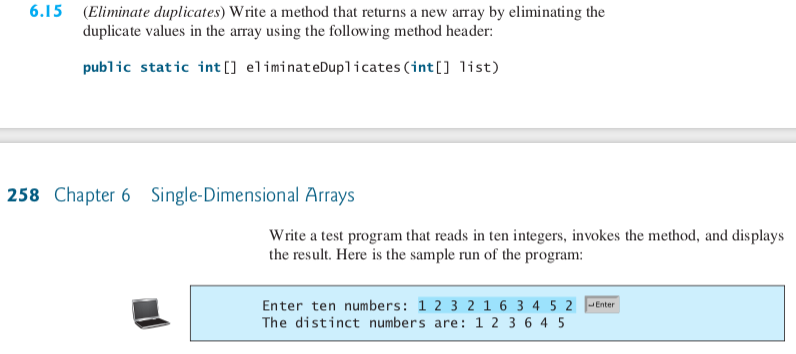 6.15 (Eliminate duplicates) Write a method that returns a new array by eliminating the
duplicate values in the array using the following method header:
public static int[] eliminateDuplicates(int[] list)
258 Chapter 6 Single-Dimensional Arrays
Write a test program that reads in ten integers, invokes the method, and displays
the result. Here is the sample run of the program:
Enter ten numbers: 1 2 3 2 1 6 3 4 5 2 ↵Enter
The distinct numbers are: 1 2 3 6 4 5